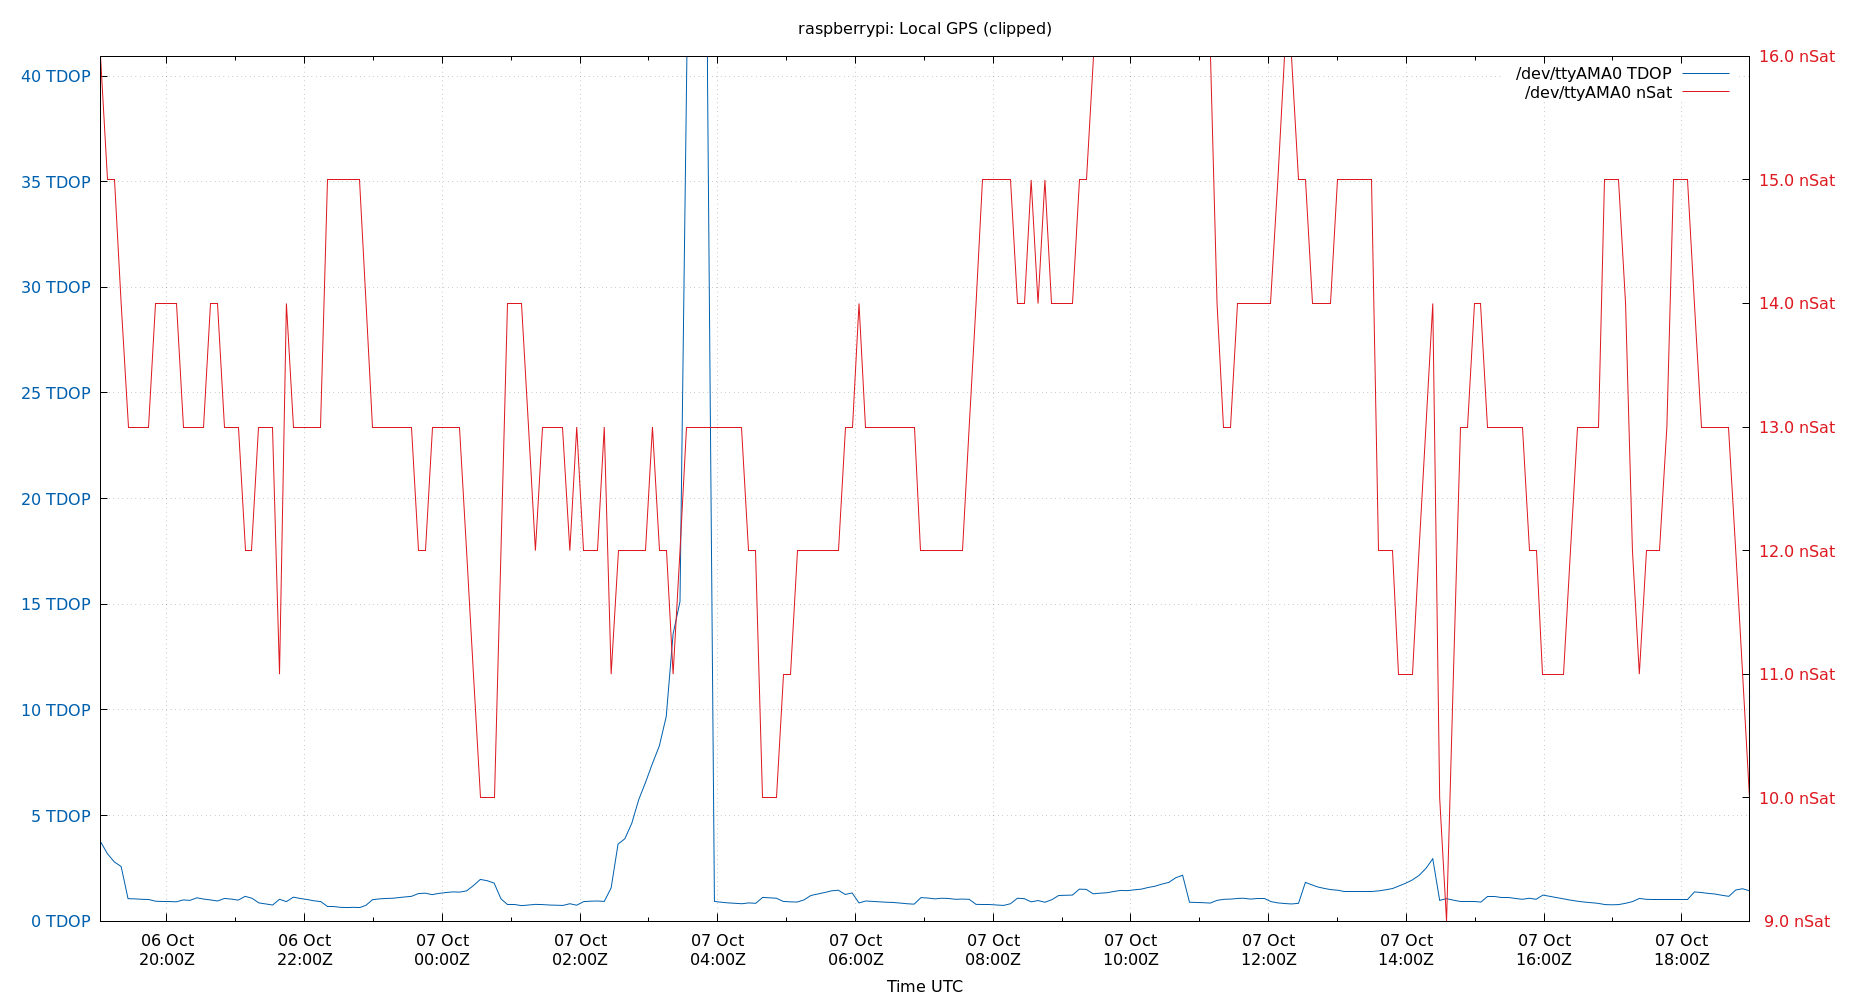 raspberrypi: Local GPS (clipped)
/dev/ttyAMA0 TDOP
/dev/ttyAMA0 nSat
40 TDOP
35 TDOP
30 TDOP
25 TDOP
20 TDOP
15 TDOP
10 TDOP
5 TDOP
0 TDOP
16.0 nSat
15.0 nSat
14.0 nSat
13.0 nSat
12.0 nSat
11.0 nSat
10.0 nSat
9.0 nSat
06 Oct
20:00Z
06 Oct
22:00Z
07 Oct
00:00Z
07 Oct
02:00Z
07 Oct
04:00Z
07 Oct
06:00Z
07 Oct
08:00Z
07 Oct
10:00Z
07 Oct
12:00Z
07 Oct
14:00Z
07 Oct
16:00Z
07 Oct
18:00Z
Time UTC